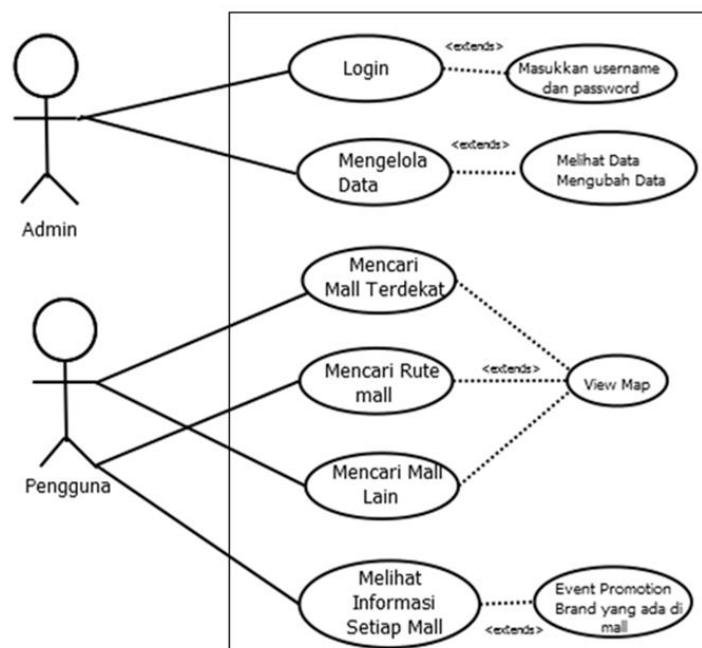 Login
<extends>
Masukkan username
dan password
Mengelola
Data
<extends>
Melihat Data
Mengubah Data
Admin
Mencari
Mall Terdekat
Mencari Rute
mall
<extends>
View Map
Mencari Mall
Lain
Pengguna
Melihat
Informasi
Setiap Mall
<extends>
Event Promotion
Brand yang ada di
mall